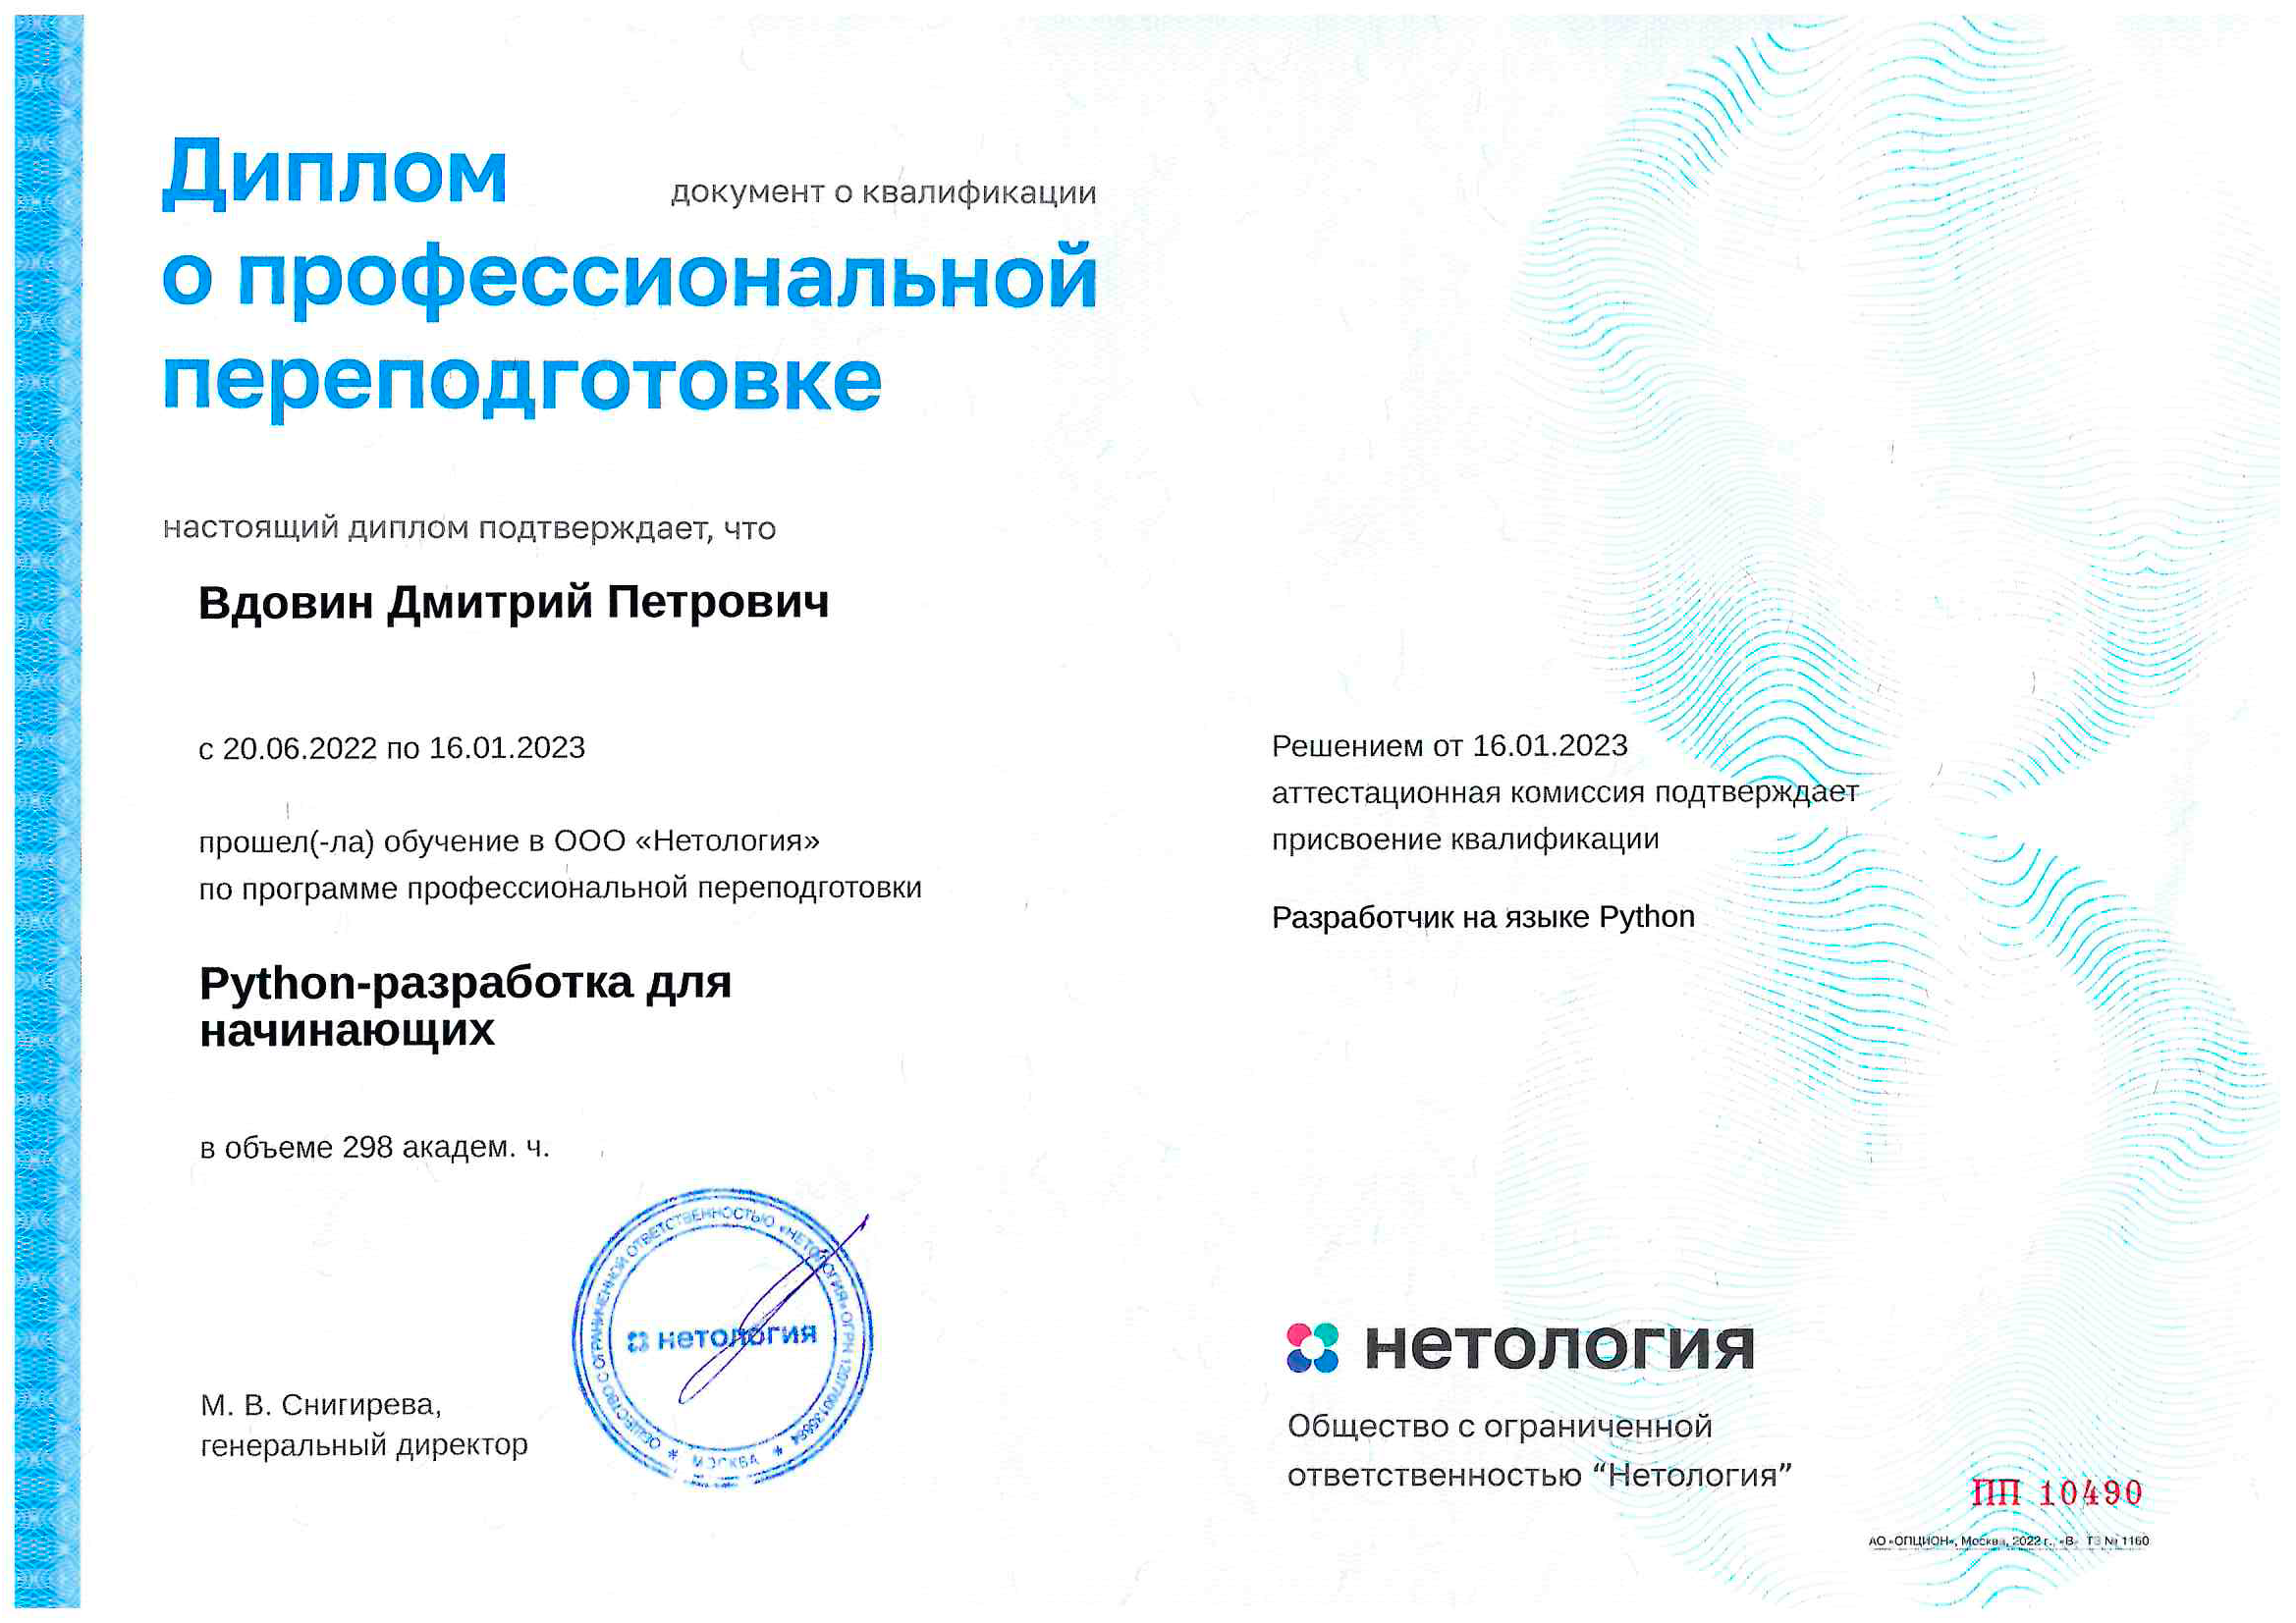 Диплом
документ о квалификации
о профессиональной
переподготовке
настоящий диплом подтверждает, что
Вдовин Дмитрий Петрович
с 20.06.2022 по 16.01.2023
прошел(-ла) обучение в ООО «Нетология»
по программе профессиональной переподготовки
Python-разработка для
начинающих
в объеме 298 академ. ч.
М. В. Снигирева,
генеральный директор
ОБЩЕСТВО С ОГРАНИЧЕННОЙ ОТВЕТСТВЕННОСТЬЮ «НЕТОЛОГИЯ» ОГРН
нетология
* МОСКВА *
Решением от 16.01.2023
аттестационная комиссия подтверждает
присвоение квалификации
Разработчик на языке Python
нетология
Общество с ограниченной
ответственностью “Нетология”
ПП 10490
АО «ОПЦИОН», Москва, 2022 г., «В» ТЗ № 1160